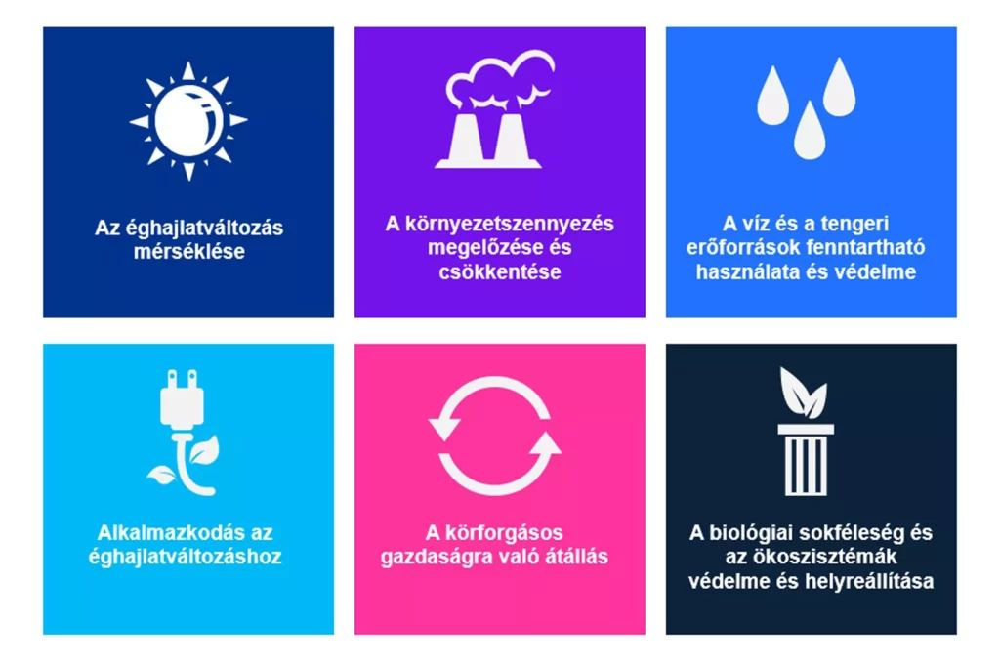 Az éghajlatváltozás
mérséklése
A környezetszennyezés
megelőzése és
csökkentése
A víz és a tengeri
erőforrások fenntartható
használata és védelme
Alkalmazkodás az
éghajlatváltozáshoz
A körforgásos
gazdaságra való átállás
A biológiai sokféleség és
az ökoszisztémák
védelme és helyreállítása